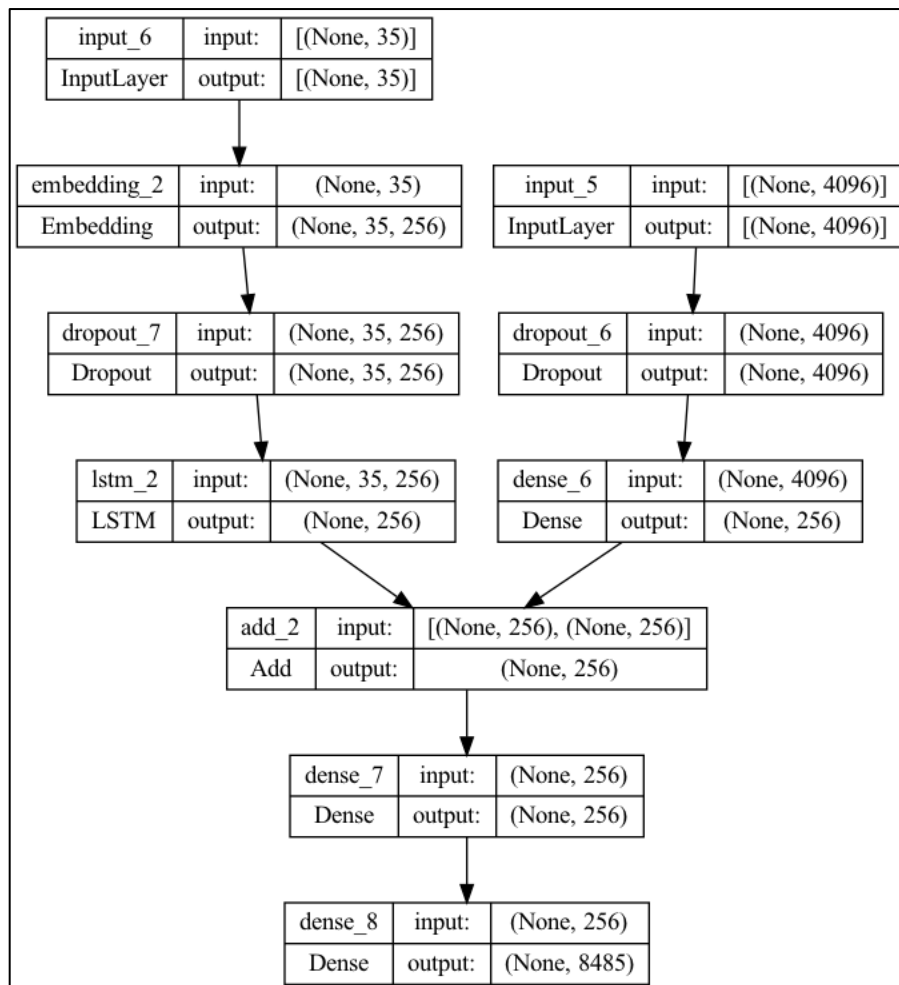 input_6 input: [(None, 35)]
InputLayer output: [(None, 35)]
embedding_2 input: (None, 35)
Embedding output: (None, 35, 256)
input_5 input: [(None, 4096)]
InputLayer output: [(None, 4096)]
dropout_7 input: (None, 35, 256)
Dropout output: (None, 35, 256)
dropout_6 input: (None, 4096)
Dropout output: (None, 4096)
lstm_2 input: (None, 35, 256)
LSTM output: (None, 256)
dense_6 input: (None, 4096)
Dense output: (None, 256)
add_2 input: [(None, 256), (None, 256)]
Add output: (None, 256)
dense_7 input: (None, 256)
Dense output: (None, 256)
dense_8 input: (None, 256)
Dense output: (None, 8485)